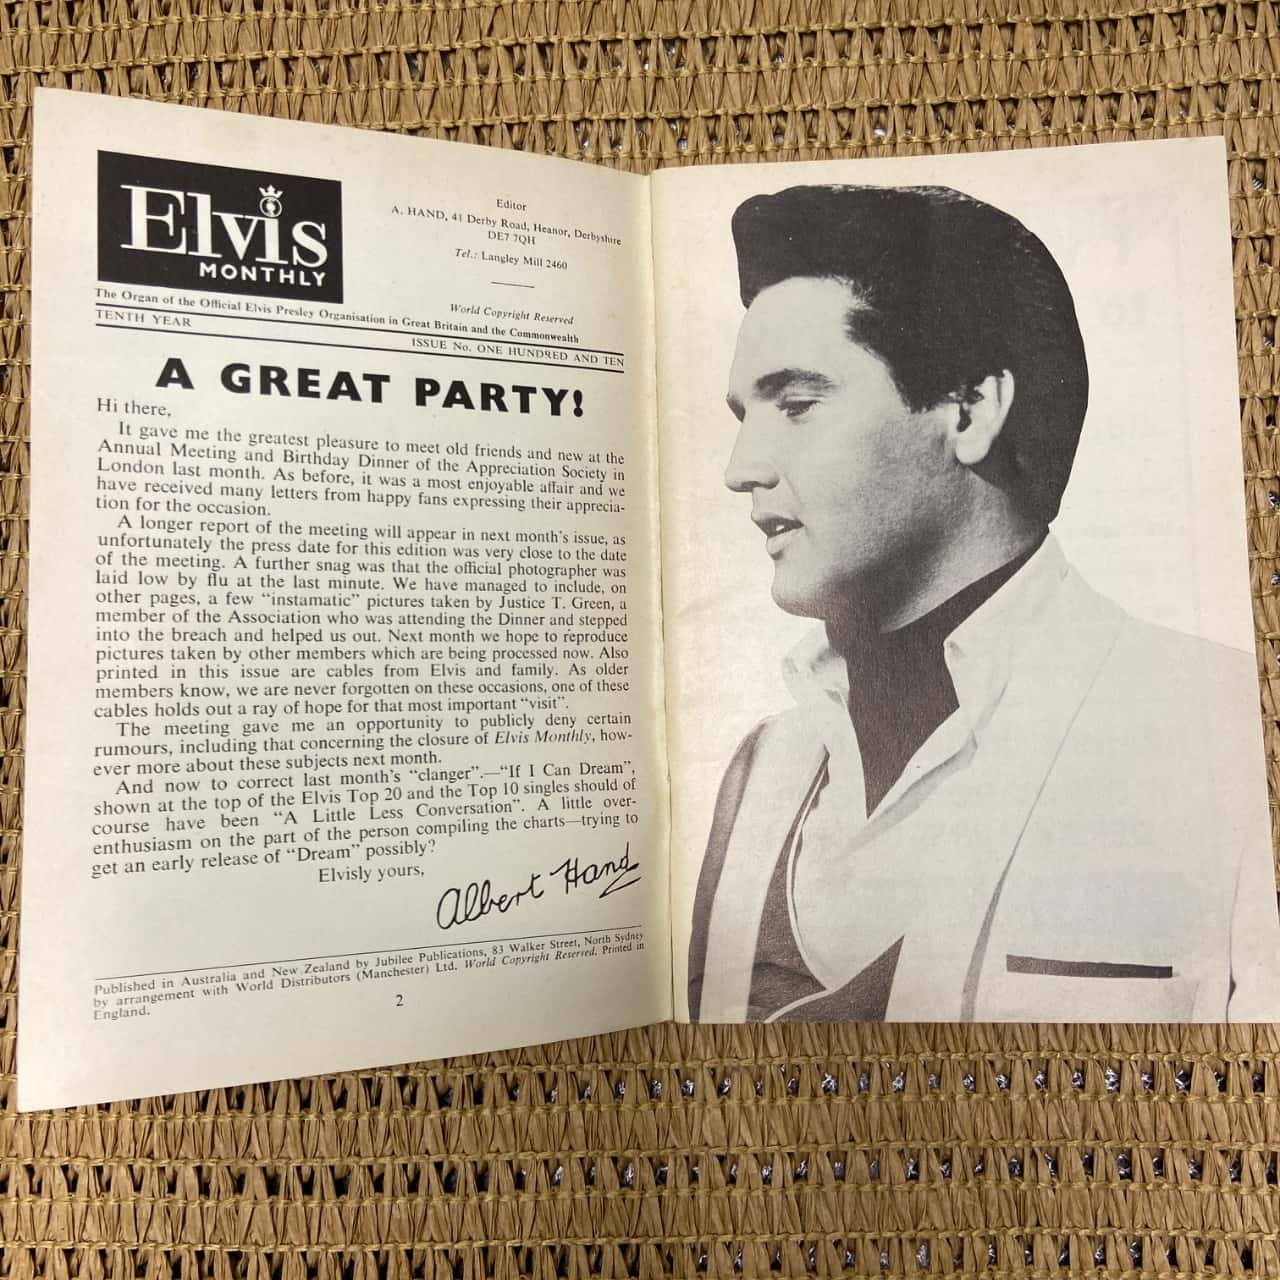 Elvis
MONTHLY
Editor
A. HAND, 41 Derby Road, Heanor, Derbyshire
DE7 7QH
Tel.: Langley Mill 2460
World Copyright Reserved
The Organ of the Official Elvis Presley Organisation in Great Britain and the Commonwealth
TENTH YEAR
ISSUE No. ONE HUNDRED AND TEN
A GREAT PARTY!
Hi there,
It gave me the greatest pleasure to meet old friends and new at the
Annual Meeting and Birthday Dinner of the Appreciation Society in
London last month. As before, it was a most enjoyable affair and we
have received many letters from happy fans expressing their apprecia-
tion for the occasion.
A longer report of the meeting will appear in next month's issue, as
unfortunately the press date for this edition was very close to the date
of the meeting. A further snag was that the official photographer was
laid low by flu at the last minute. We have managed to include, on
other pages, a few "instamatic" pictures taken by Justice T. Green, a
member of the Association who was attending the Dinner and stepped
into the breach and helped us out. Next month we hope to reproduce
pictures taken by other members which are being processed now. Also
printed in this issue are cables from Elvis and family. As older
members know, we are never forgotten on these occasions, one of these
cables holds out a ray of hope for that most important "visit".
The meeting gave me an opportunity to publicly deny certain
rumours, including that concerning the closure of Elvis Monthly, how-
ever more about these subjects next month.
And now to correct last month's "clanger".—"If I Can Dream",
shown at the top of the Elvis Top 20 and the Top 10 singles should of
course have been "A Little Less Conversation". A little over-
enthusiasm on the part of the person compiling the charts—trying to
get an early release of "Dream" possibly?
Elvisly yours,
Albert Hand
Published in Australia and New Zealand by Jubilee Publications, 83 Walker Street, North Sydney
by arrangement with World Distributors (Manchester) Ltd. World Copyright Reserved. Printed in
England.
2